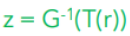 z = G⁻¹(T(r))